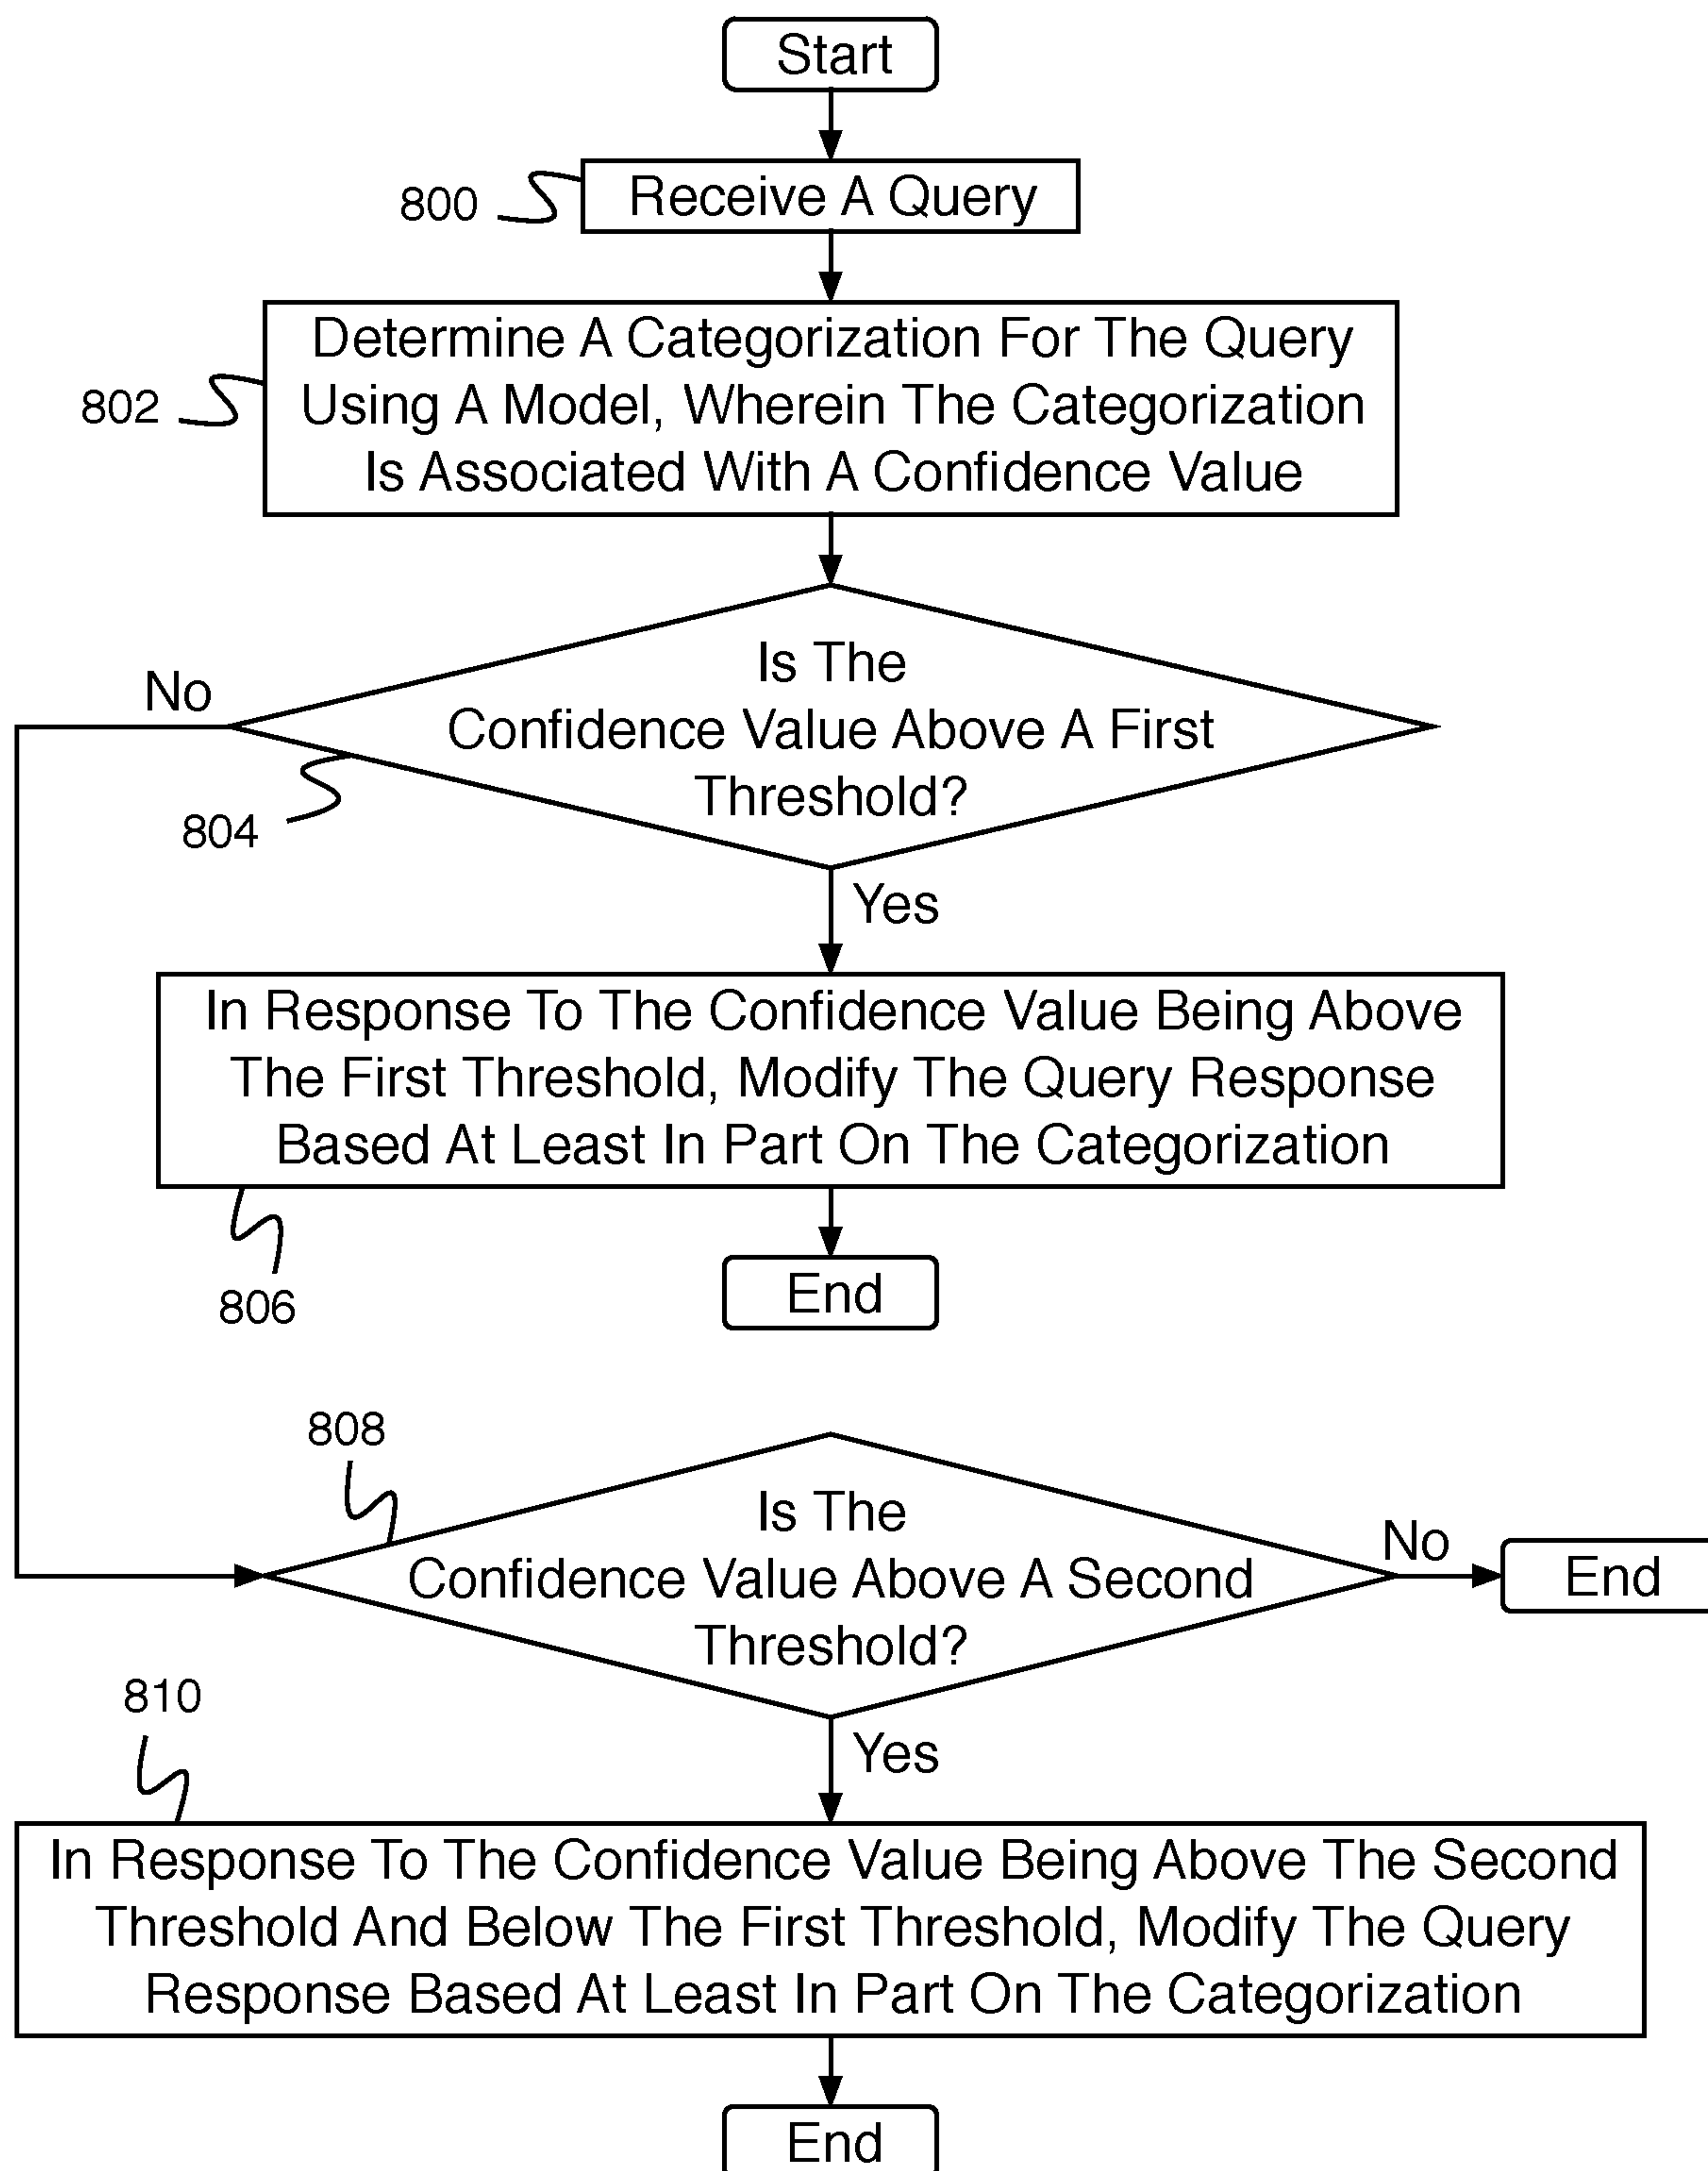 Start
800
Receive A Query
802
Determine A Categorization For The Query
Using A Model, Wherein The Categorization
Is Associated With A Confidence Value
No
Is The
Confidence Value Above A First
Threshold?
804
Yes
In Response To The Confidence Value Being Above
The First Threshold, Modify The Query Response
Based At Least In Part On The Categorization
806
End
808
Is The
Confidence Value Above A Second
Threshold?
No
End
810
Yes
In Response To The Confidence Value Being Above The Second
Threshold And Below The First Threshold, Modify The Query
Response Based At Least In Part On The Categorization
End